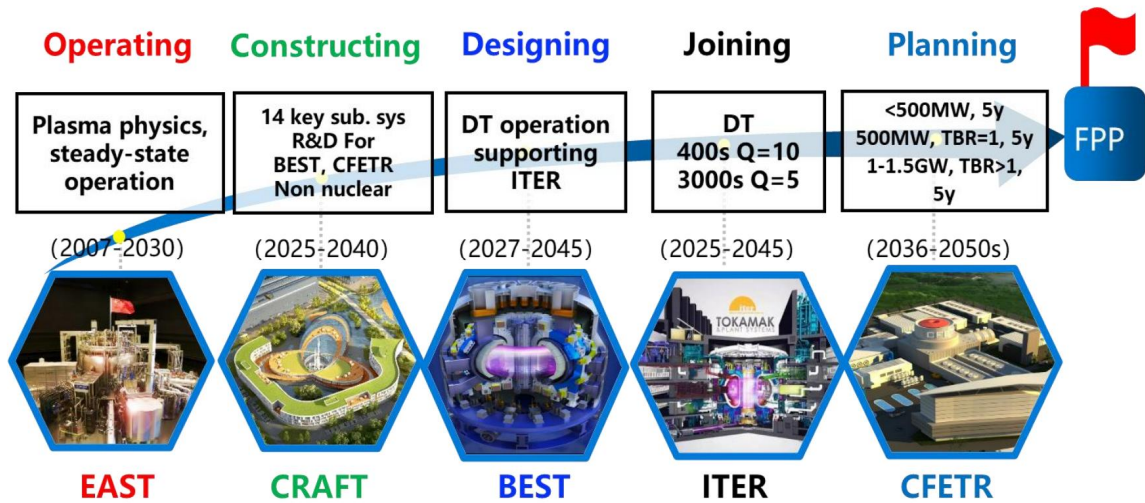 Operating
Constructing
Designing
Joining
Planning
Plasma physics,
steady-state
operation
14 key sub. sys
R&D For
BEST, CFETR
Non nuclear
DT operation
supporting
ITER
DT
400s Q=10
3000s Q=5
<500MW, 5y
500MW, TBR=1, 5y
1-1.5GW, TBR>1,
5y
FPP
(2007-2030)
(2025-2040)
(2027-2045)
(2025-2045)
(2036-2050s)
TOKAMAK
& PLANT SYSTEMS
EAST
CRAFT
BEST
ITER
CFETR